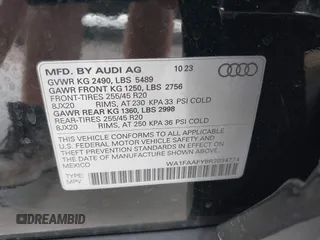 MFD. BY AUDI AG 10 23
GVWR KG 2490, LBS 5489
GAWR FRONT KG 1250, LBS 2756
FRONT-TIRES 255/45 R20
8JX20 RIMS, AT 230 KPA 33 PSI COLD
GAWR REAR KG 1360, LBS 2998
REAR-TIRES 255/45 R20
8JX20 RIMS, AT 250 KPA 36 PSI COLD
THIS VEHICLE CONFORMS TO ALL APPLICABLE
U.S. FEDERAL MOTOR VEHICLE SAFETY
STANDARDS IN EFFECT ON THE DATE OF
MANUFACTURE SHOWN ABOVE.
MEXICO
TYPE:
MPV
DREAMBID